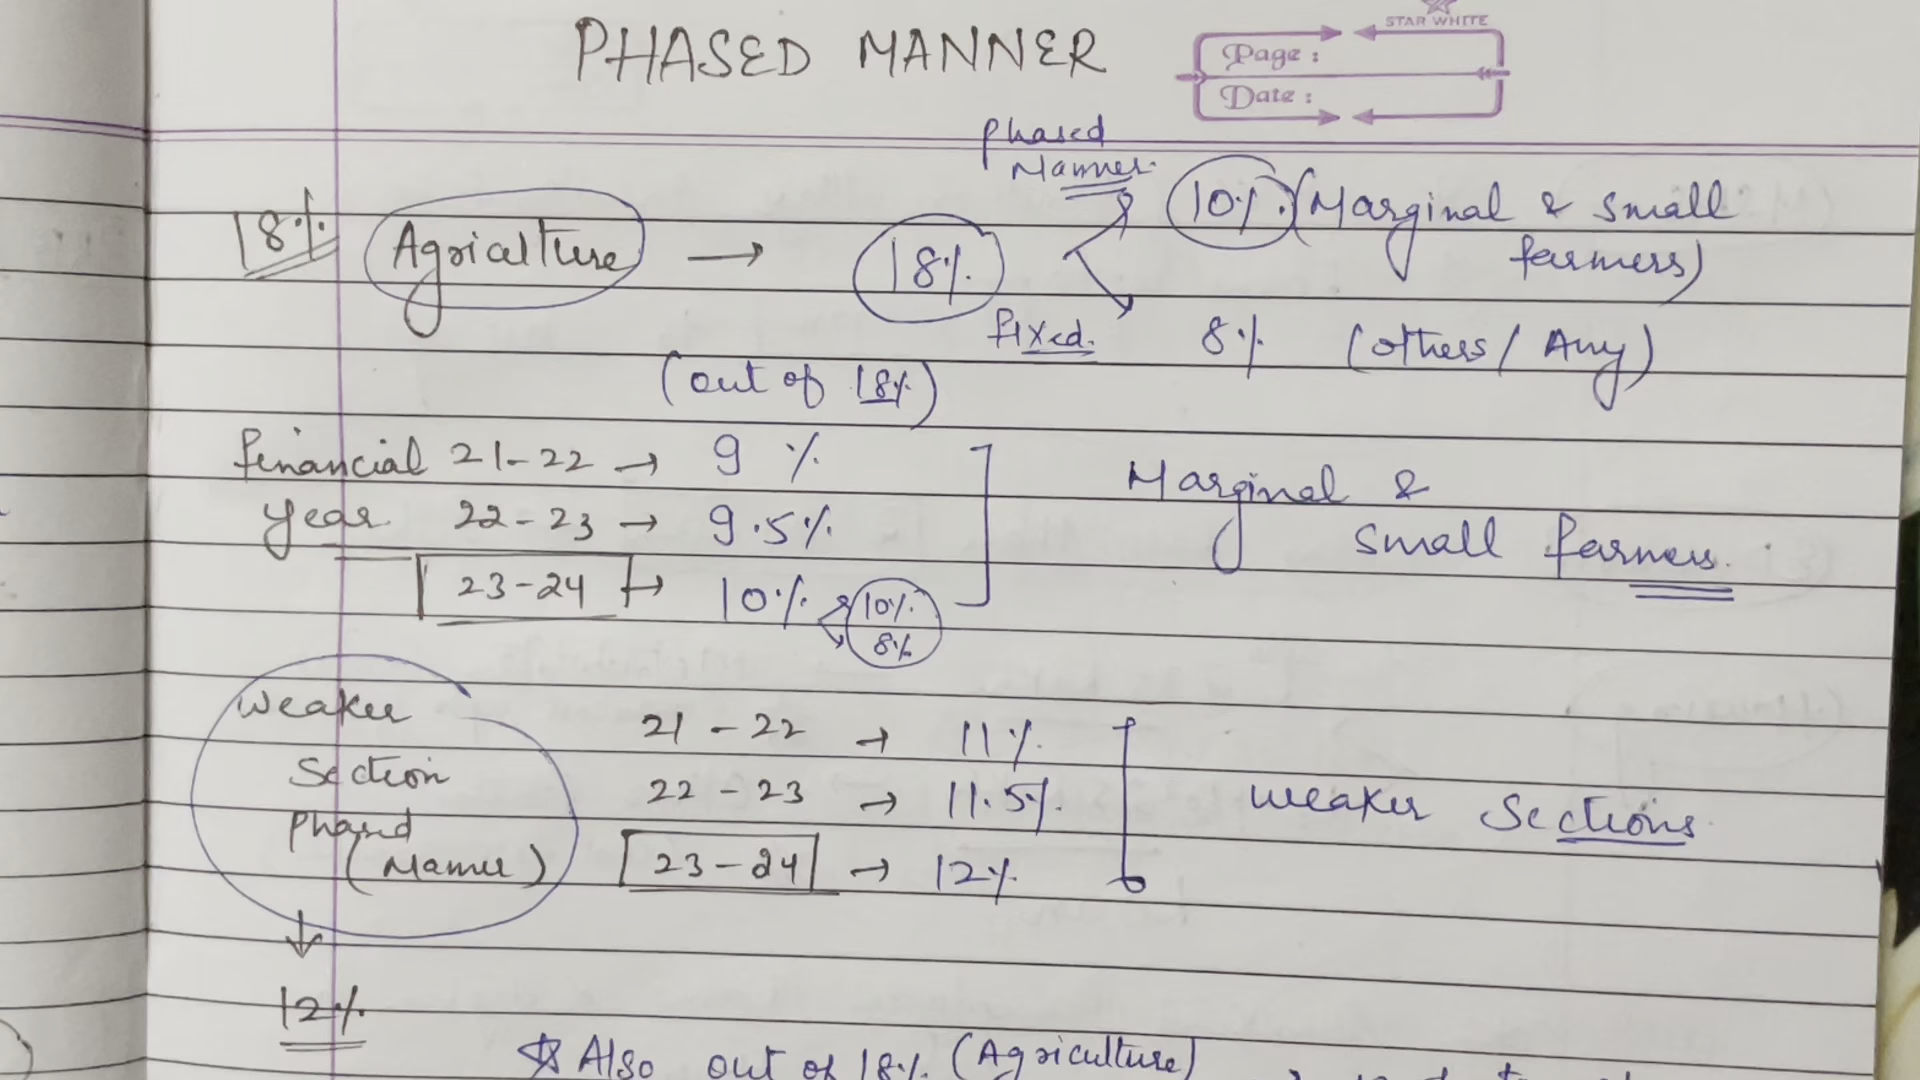 PHASED MANNER
STAR WHITE
Page :
Date :
Phased
Manner
18% Agriculture → 18% 10% (Marginal & small
farmers)
fixed. 8% (others / Any)
(out of 18%)
financial 21-22 → 9 %
year 22-23 → 9.5%
23-24 → 10% 10%
8%
Marginal &
small farmers.
Weaker
Section
Phased
(Manner)
21 - 22 → 11%
22 - 23 → 11.5%
23 - 24 → 12%
weaker Sections
12%
☆ Also out of 18% (Agriculture)